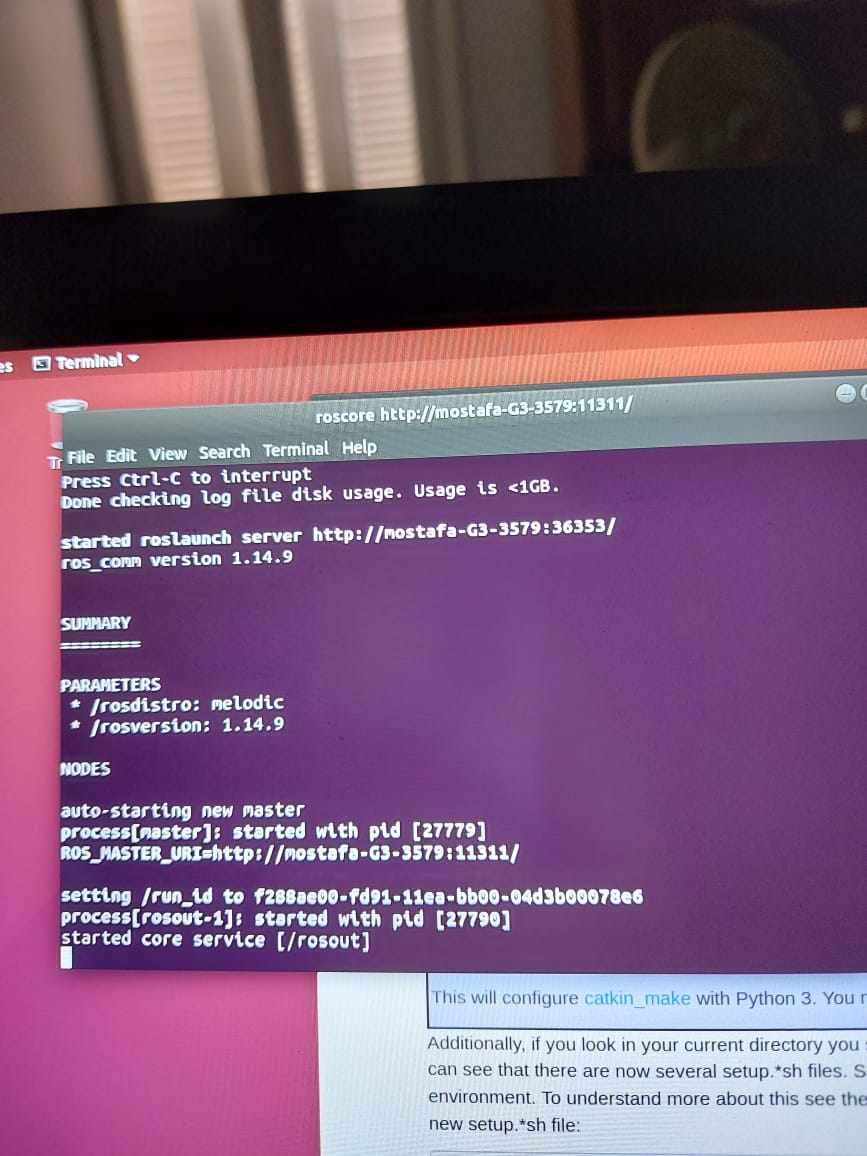 es Terminal
roscore http://mostafa-G3-3579:11311/
File Edit View Search Terminal Help
Tr
Press Ctrl-C to interrupt
Done checking log file disk usage. Usage is <1GB.
started roslaunch server http://mostafa-G3-3579:36353/
ros_comm version 1.14.9
SUMMARY
========
PARAMETERS
* /rosdistro: melodic
* /rosversion: 1.14.9
NODES
auto-starting new master
process[master]: started with pid [27779]
ROS_MASTER_URI=http://mostafa-G3-3579:11311/
setting /run_id to f288ae00-fd91-11ea-bb00-04d3b00078e6
process[rosout-1]: started with pid [27790]
started core service [/rosout]
This will configure catkin_make with Python 3. You
Additionally, if you look in your current directory you
can see that there are now several setup.*sh files. S
environment. To understand more about this see the
new setup.*sh file: